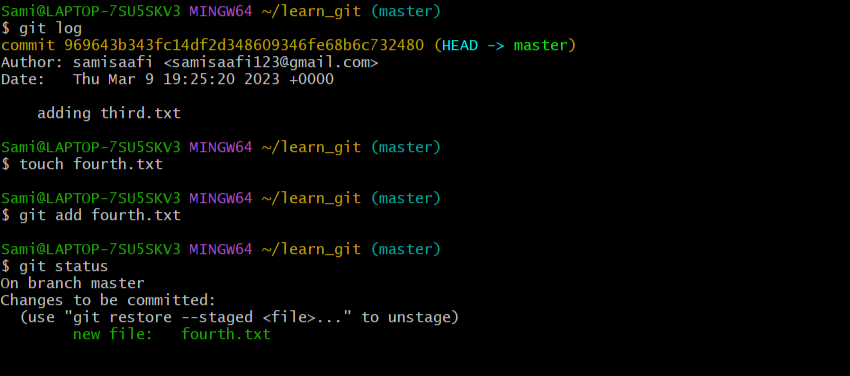 Sami@LAPTOP-7SU5SKV3 MINGW64 ~/learn_git (master)
$ git log
commit 969643b343fc14df2d348609346fe68b6c732480 (HEAD -> master)
Author: samisaafi <samisaafi123@gmail.com>
Date:   Thu Mar 9 19:25:20 2023 +0000

    adding third.txt

Sami@LAPTOP-7SU5SKV3 MINGW64 ~/learn_git (master)
$ touch fourth.txt

Sami@LAPTOP-7SU5SKV3 MINGW64 ~/learn_git (master)
$ git add fourth.txt

Sami@LAPTOP-7SU5SKV3 MINGW64 ~/learn_git (master)
$ git status
On branch master
Changes to be committed:
  (use "git restore --staged <file>..." to unstage)
        new file:   fourth.txt